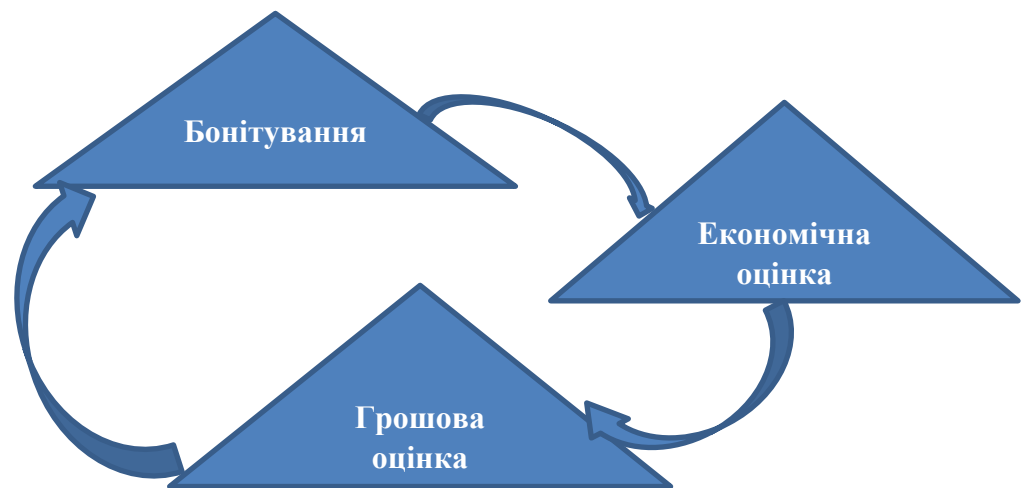 Бонітування
Економічна
оцінка
Грошова
оцінка